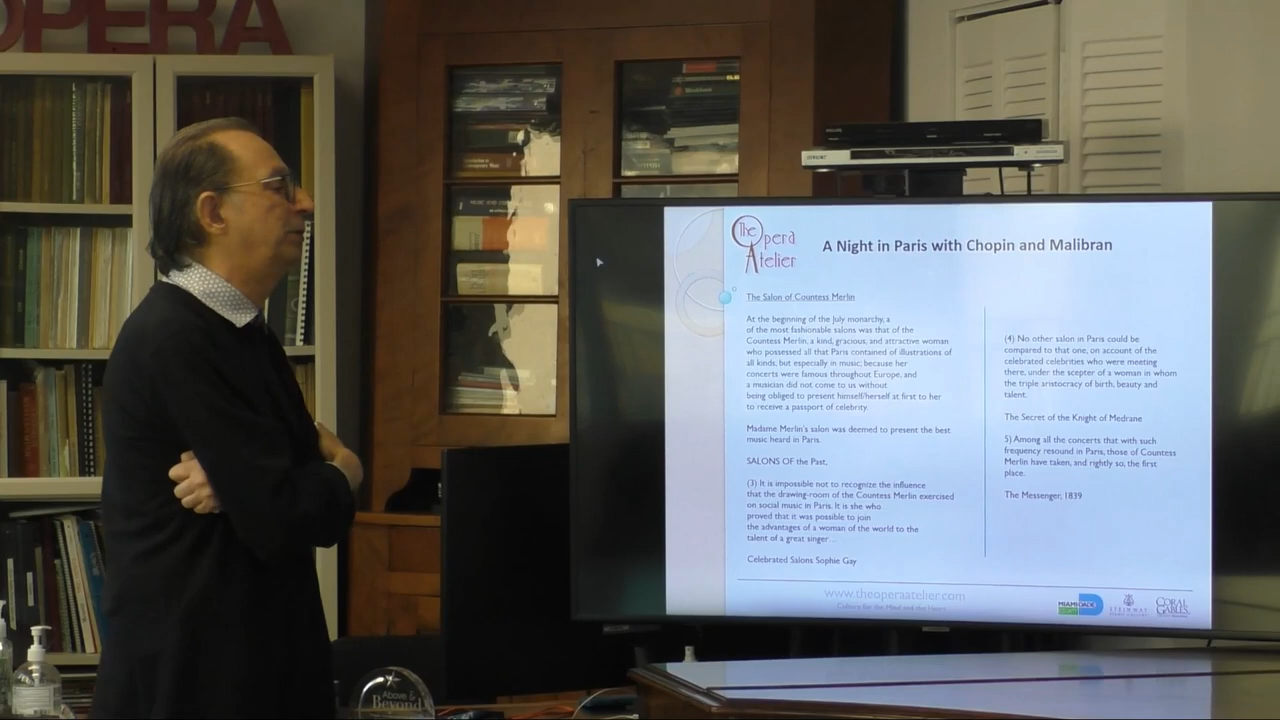 OPERA
The Opera Atelier
A Night in Paris with Chopin and Malibran
The Salon of Countess Merlin
At the beginning of the July monarchy, a
of the most fashionable salons was that of the
Countess Merlin, a kind, gracious, and attractive woman
who possessed all that Paris contained of illustrations of
all kinds, but especially in music; because her
concerts were famous throughout Europe, and
a musician did not come to us without
being obliged to present himself/herself at first to her
to receive a passport of celebrity.
Madame Merlin's salon was deemed to present the best
music heard in Paris.
SALONS OF the Past,
(3) It is impossible not to recognize the influence
that the drawing-room of the Countess Merlin exercised
on social music in Paris. It is she who
proved that it was possible to join
the advantages of a woman of the world to the
talent of a great singer…
Celebrated Salons Sophie Gay
(4) No other salon in Paris could be
compared to that one, on account of the
celebrated celebrities who were meeting
there, under the scepter of a woman in whom
the triple aristocracy of birth, beauty and
talent.
The Secret of the Knight of Medrane
5) Among all the concerts that with such
frequency resound in Paris, those of Countess
Merlin have taken, and rightly so, the first
place.
The Messenger, 1839
www.theoperaatelier.com
Culture for the Mind and the Heart
MIAMI DADE
COUNTY
STEINWAY
CORAL
GABLES
Above &
Beyond